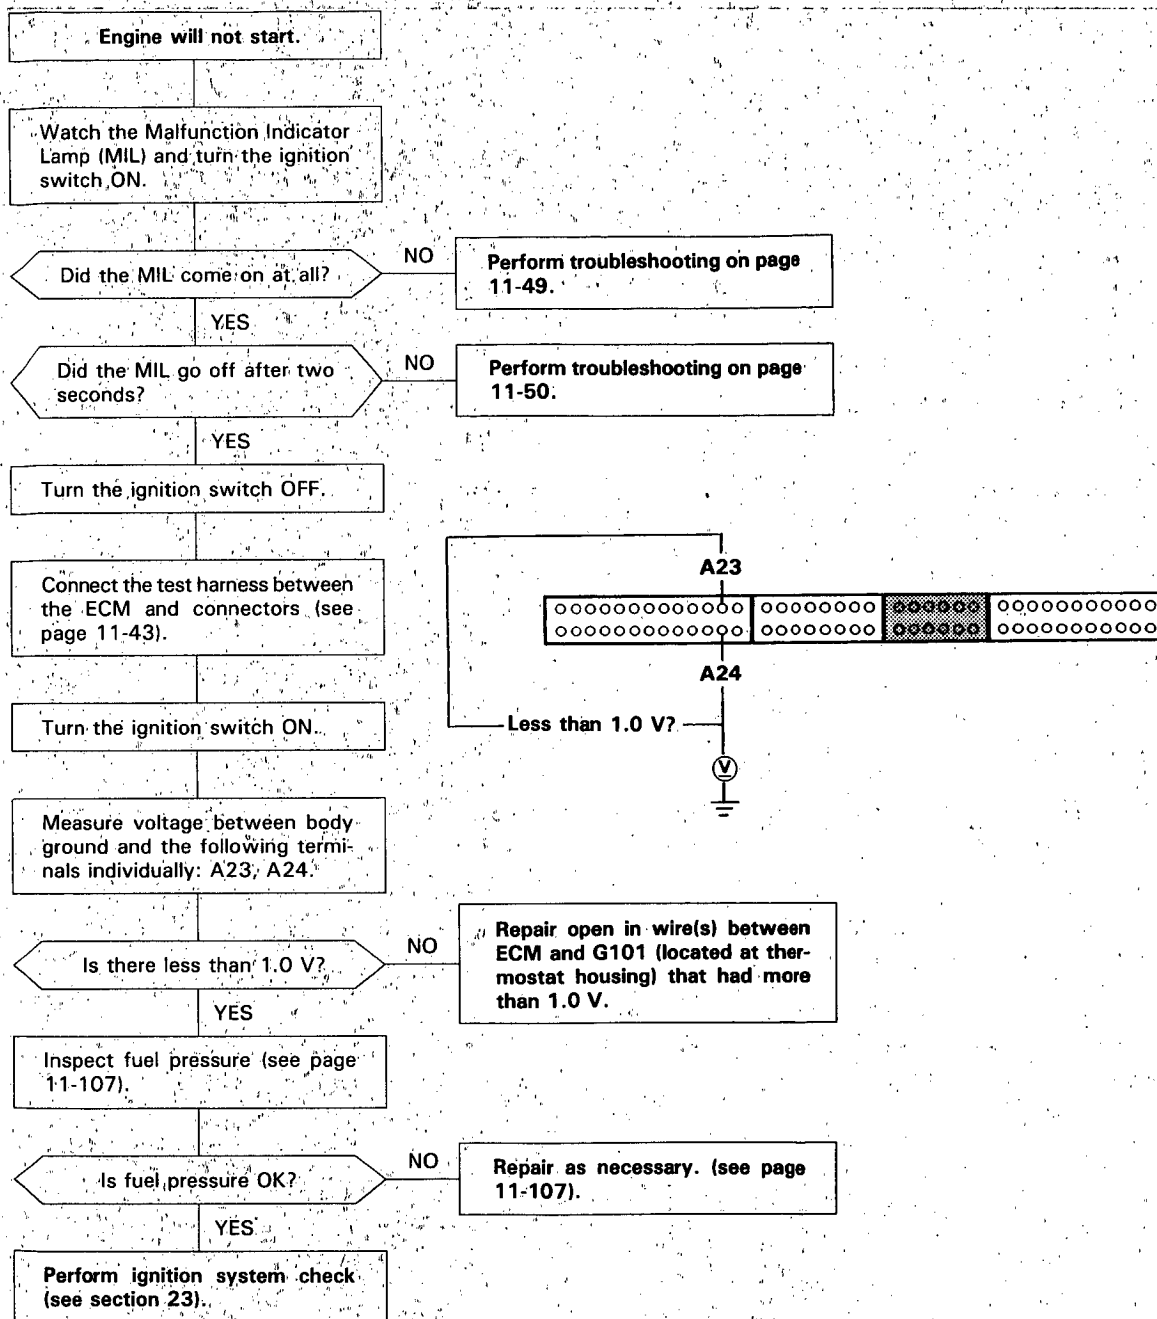 Engine will not start.
Watch the Malfunction Indicator
Lamp (MIL) and turn the ignition
switch ON.
Did the MIL come on at all?
NO
Perform troubleshooting on page
11-49.
YES
Did the MIL go off after two
seconds?
NO
Perform troubleshooting on page
11-50.
YES
Turn the ignition switch OFF.
Connect the test harness between
the ECM and connectors (see
page 11-43).
A23
A24
Less than 1.0 V?
V
Turn the ignition switch ON.
Measure voltage between body
ground and the following termi-
nals individually: A23, A24.
Is there less than 1.0 V?
NO
Repair open in wire(s) between
ECM and G101 (located at ther-
mostat housing) that had more
than 1.0 V.
YES
Inspect fuel pressure (see page
11-107).
Is fuel pressure OK?
NO
Repair as necessary. (see page
11-107).
YES
Perform ignition system check
(see section 23).